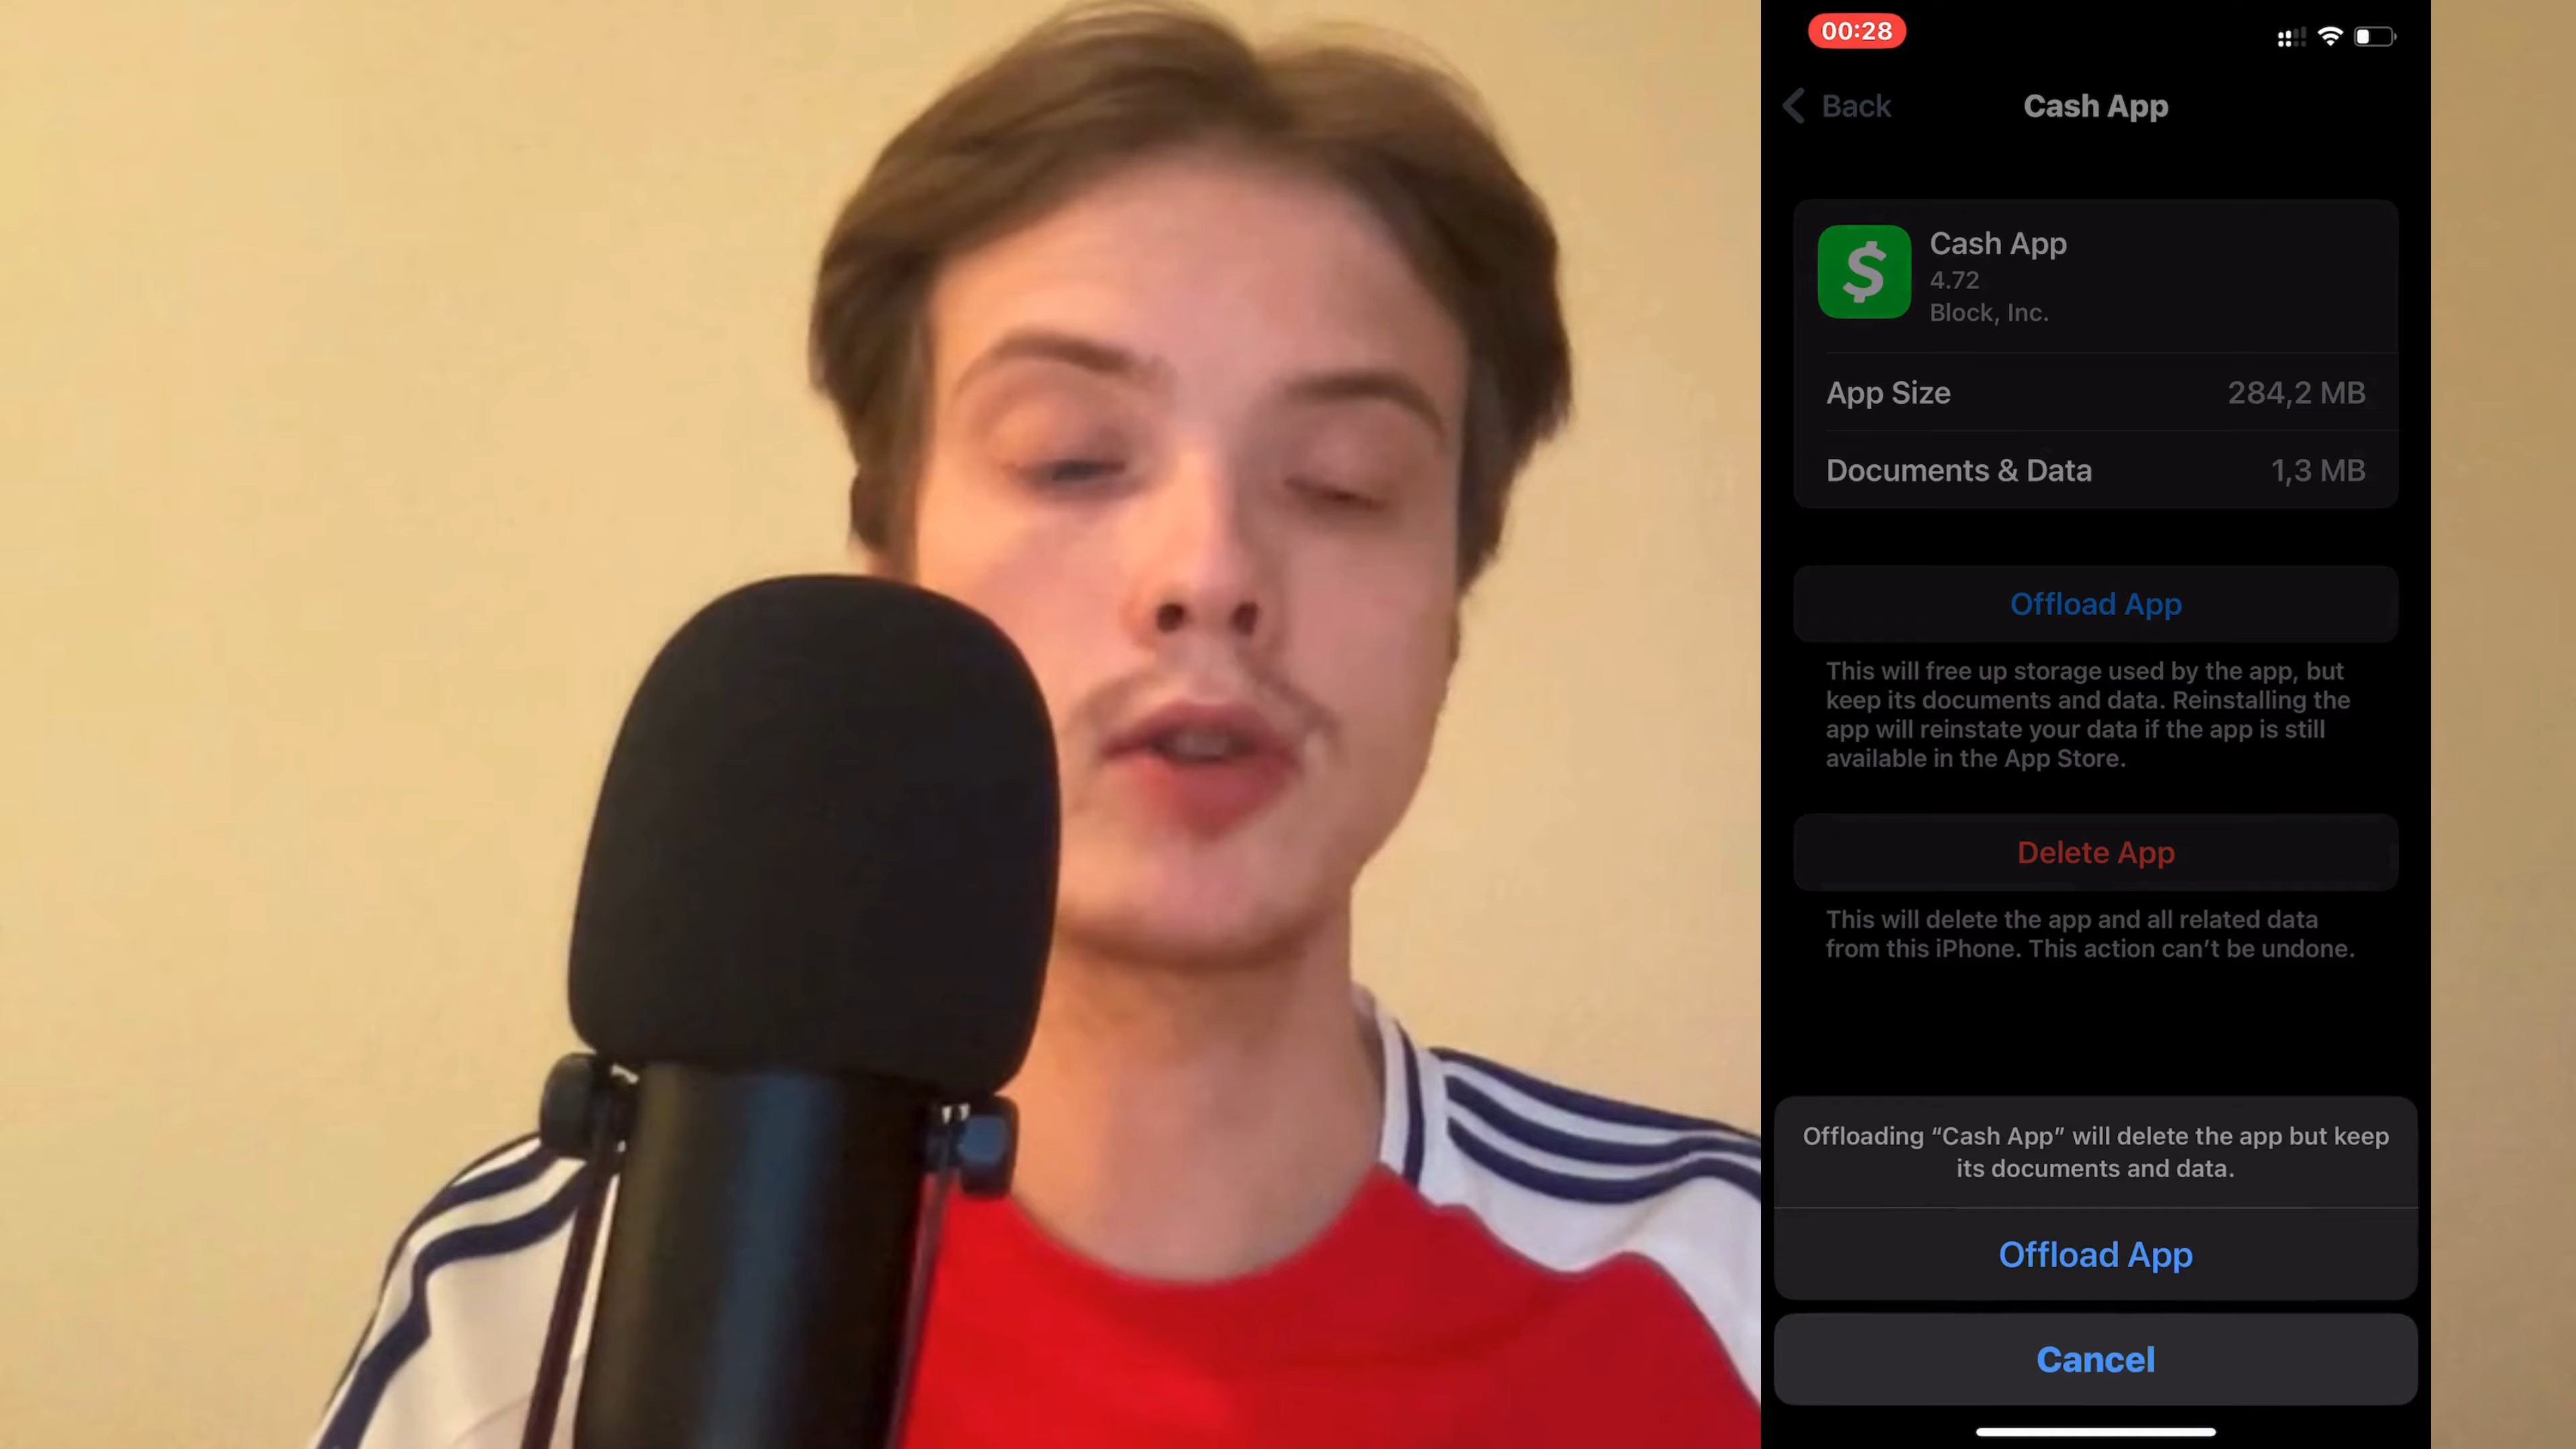 00:28
Back
Cash App
$
Cash App
4.72
Block, Inc.
App Size 284,2 MB
Documents & Data 1,3 MB
Offload App
This will free up storage used by the app, but
keep its documents and data. Reinstalling the
app will reinstate your data if the app is still
available in the App Store.
Delete App
This will delete the app and all related data
from this iPhone. This action can’t be undone.
Offloading “Cash App” will delete the app but keep
its documents and data.
Offload App
Cancel